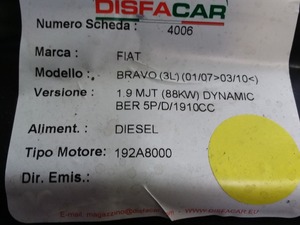 DISFACAR
Numero Scheda : 4006
Marca : FIAT
Modello : BRAVO (3L) (01/07>03/10<)
Versione : 1.9 MJT (88KW) DYNAMIC
BER 5P/D/1910CC
Aliment. : DIESEL
Tipo Motore: 192A8000
Dir. Emis.: